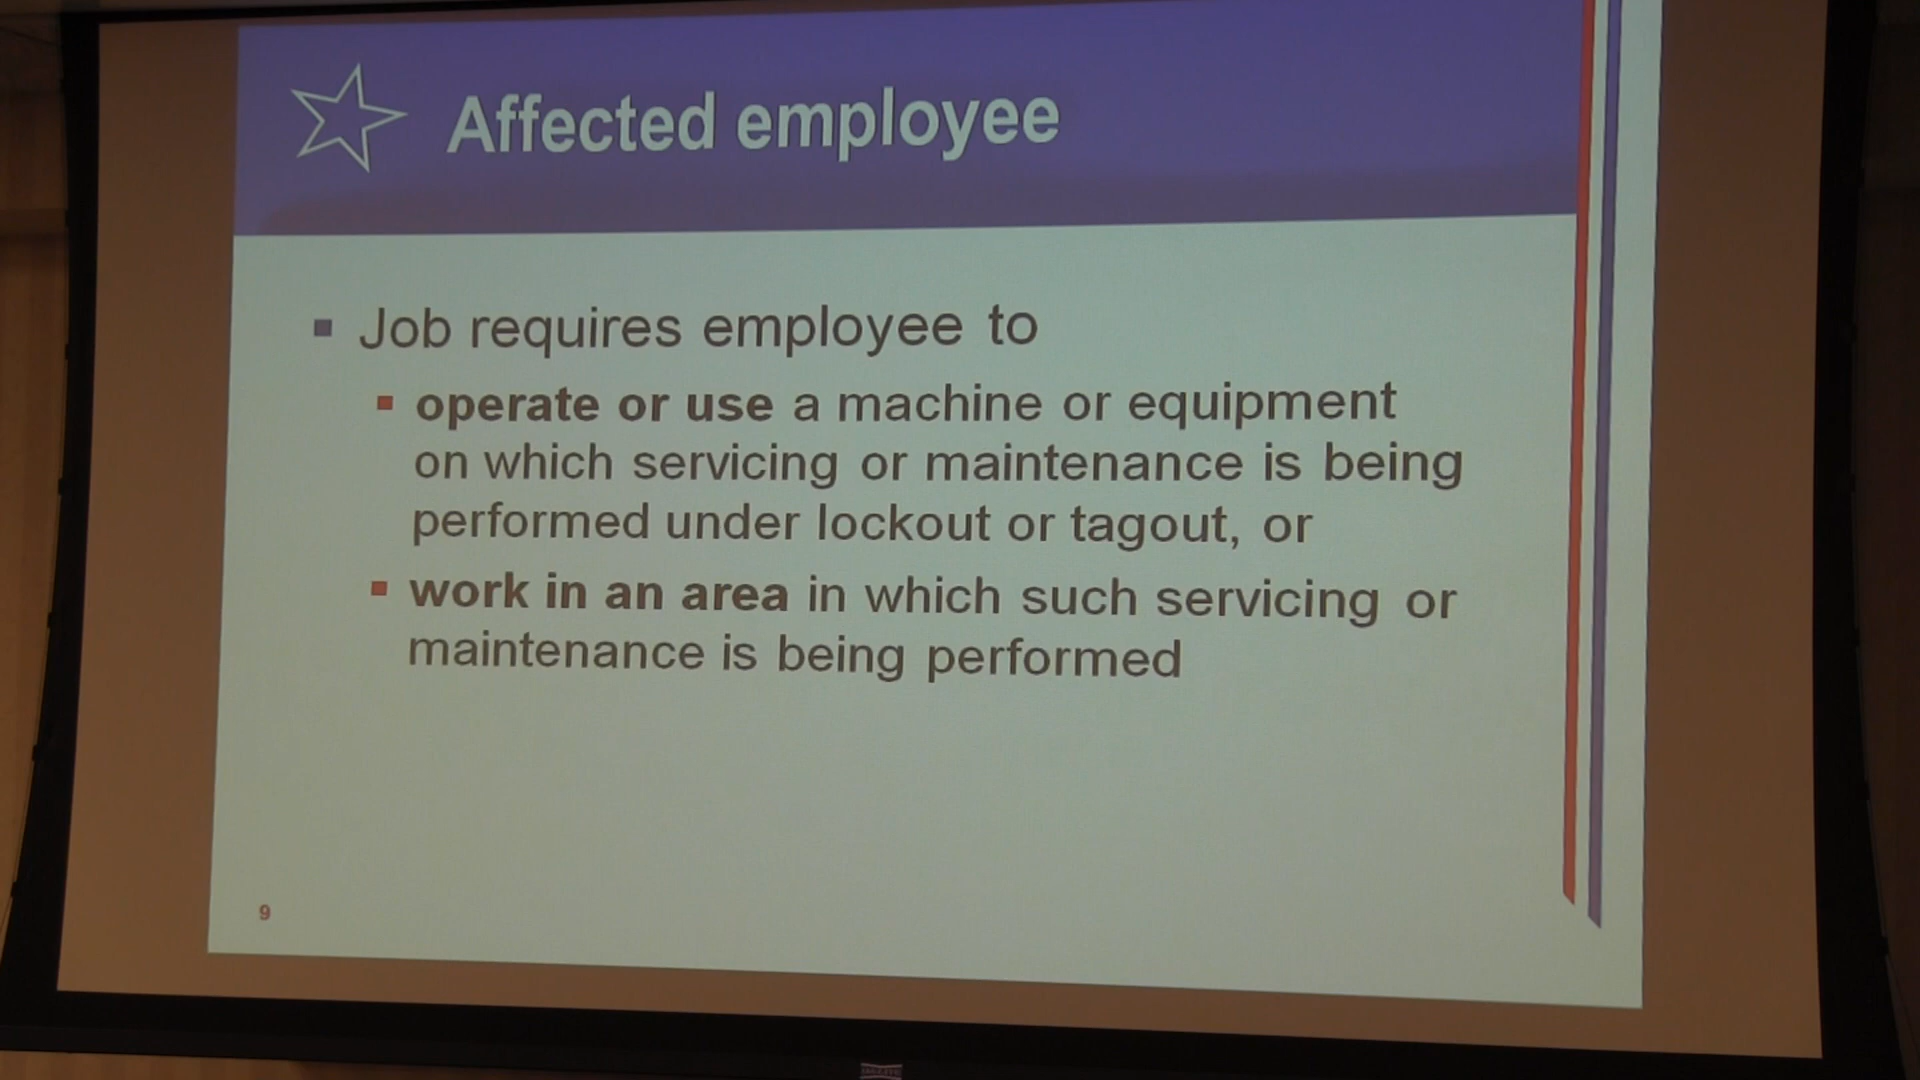 Affected employee
Job requires employee to
operate or use a machine or equipment
on which servicing or maintenance is being
performed under lockout or tagout, or
work in an area in which such servicing or
maintenance is being performed
9